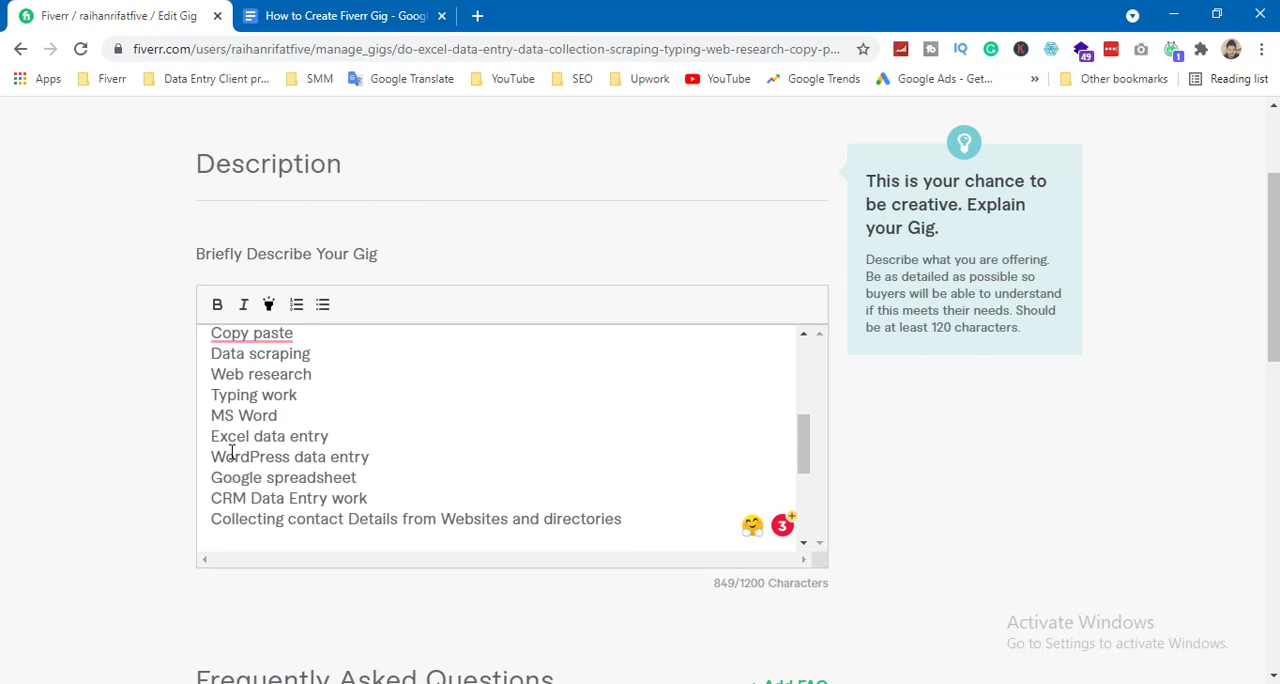 Fiverr / raihanrifatfive / Edit Gig
How to Create Fiverr Gig - Goog
fiverr.com/users/raihanrifatfive/manage_gigs/do-excel-data-entry-data-collection-scraping-typing-web-research-copy-p...
49
1
Apps
Fiverr
Data Entry Client pr...
SMM
Google Translate
YouTube
SEO
Upwork
YouTube
Google Trends
Google Ads - Get...
»
Other bookmarks
Reading list
Description
Briefly Describe Your Gig
B I
Copy paste
Data scraping
Web research
Typing work
MS Word
Excel data entry
WordPress data entry
Google spreadsheet
CRM Data Entry work
Collecting contact Details from Websites and directories
3
849/1200 Characters
This is your chance to
be creative. Explain
your Gig.
Describe what you are offering.
Be as detailed as possible so
buyers will be able to understand
if this meets their needs. Should
be at least 120 characters.
Activate Windows
Go to Settings to activate Windows.
Frequently Asked Questions
+ Add FAQ